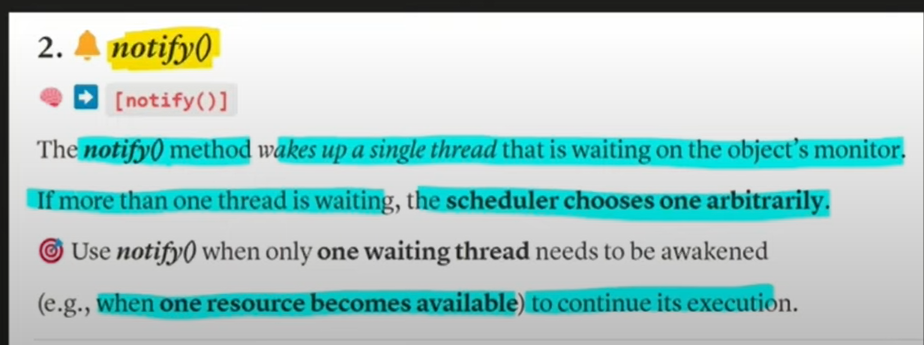 2. 🔔 notify()
🧠 ➡️ [notify()]
The notify() method wakes up a single thread that is waiting on the object's monitor.
If more than one thread is waiting, the scheduler chooses one arbitrarily.
🎯 Use notify() when only one waiting thread needs to be awakened
(e.g., when one resource becomes available) to continue its execution.